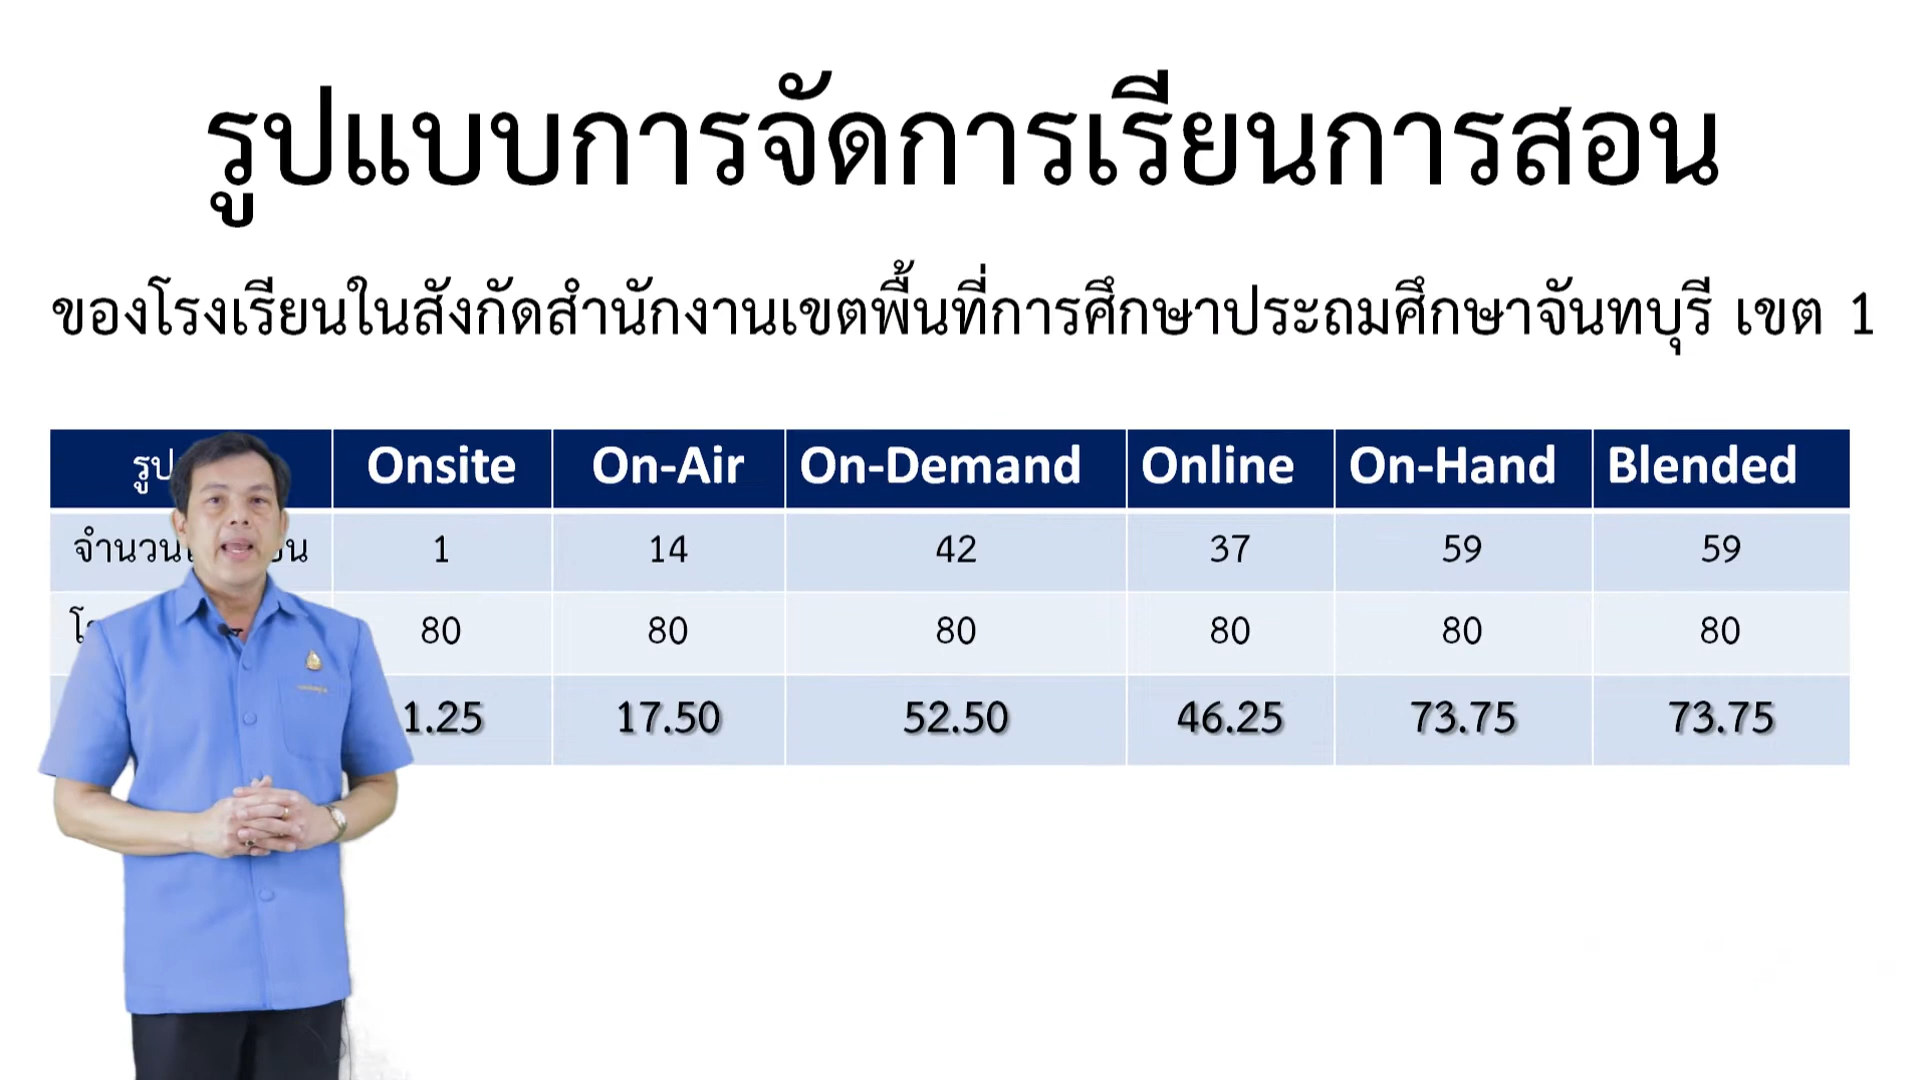 รูปแบบการจัดการเรียนการสอน
ของโรงเรียนในสังกัดสำนักงานเขตพื้นที่การศึกษาประถมศึกษาจันทบุรี เขต 1
Onsite On-Air On-Demand Online On-Hand Blended
1 14 42 37 59 59
80 80 80 80 80 80
1.25 17.50 52.50 46.25 73.75 73.75